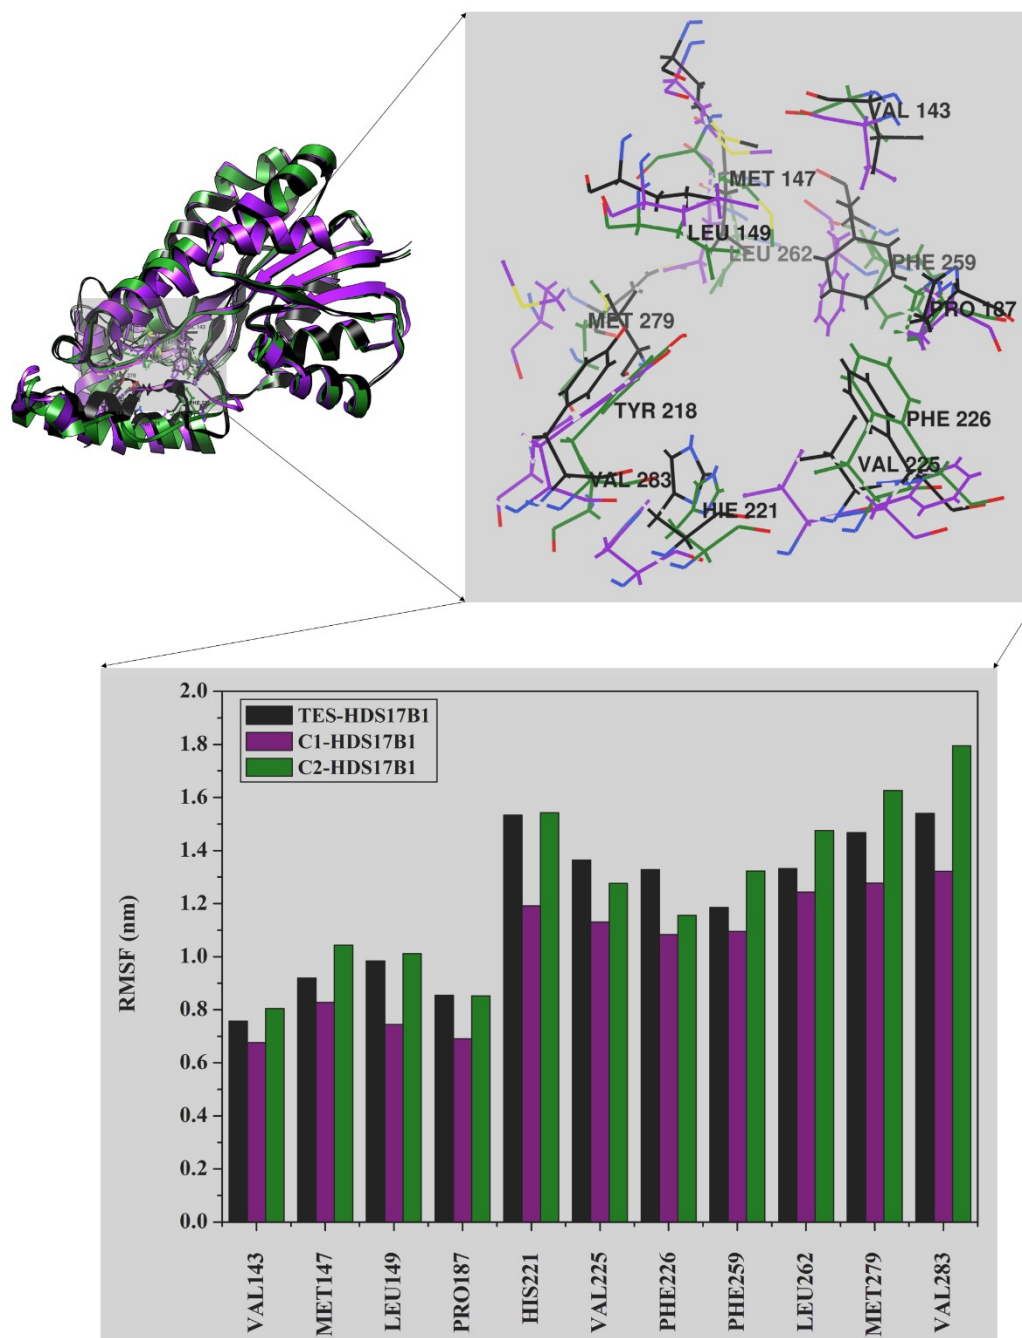 VAL 143
MET 147
LEU 149
LEU 262
PHE 259
PRO 187
MET 279
TYR 218
PHE 226
VAL 225
VAL 283
HIE 221
2.0
1.8
1.6
1.4
1.2
1.0
0.8
0.6
0.4
0.2
0.0
RMSF (nm)
TES-HDS17B1
C1-HDS17B1
C2-HDS17B1
VAL143
MET147
LEU149
PRO187
HIS221
VAL225
PHE226
PHE259
LEU262
MET279
VAL283